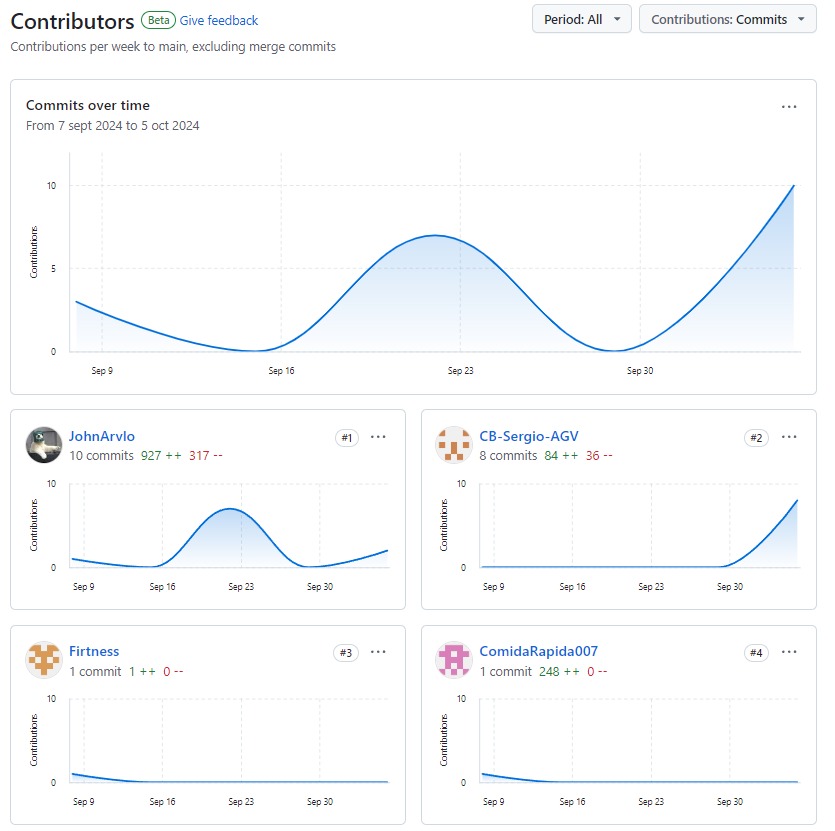 Contributors Beta Give feedback
Period: All
Contributions: Commits
Contributions per week to main, excluding merge commits
Commits over time
From 7 sept 2024 to 5 oct 2024
Contributions
10
5
0
Sep 9 Sep 16 Sep 23 Sep 30
JohnArvlo #1
10 commits 927 ++ 317 --
Contributions
10
0
Sep 9 Sep 16 Sep 23 Sep 30
CB-Sergio-AGV #2
8 commits 84 ++ 36 --
Contributions
10
0
Sep 9 Sep 16 Sep 23 Sep 30
Firtness #3
1 commit 1 ++ 0 --
Contributions
10
0
Sep 9 Sep 16 Sep 23 Sep 30
ComidaRapida007 #4
1 commit 248 ++ 0 --
Contributions
10
0
Sep 9 Sep 16 Sep 23 Sep 30